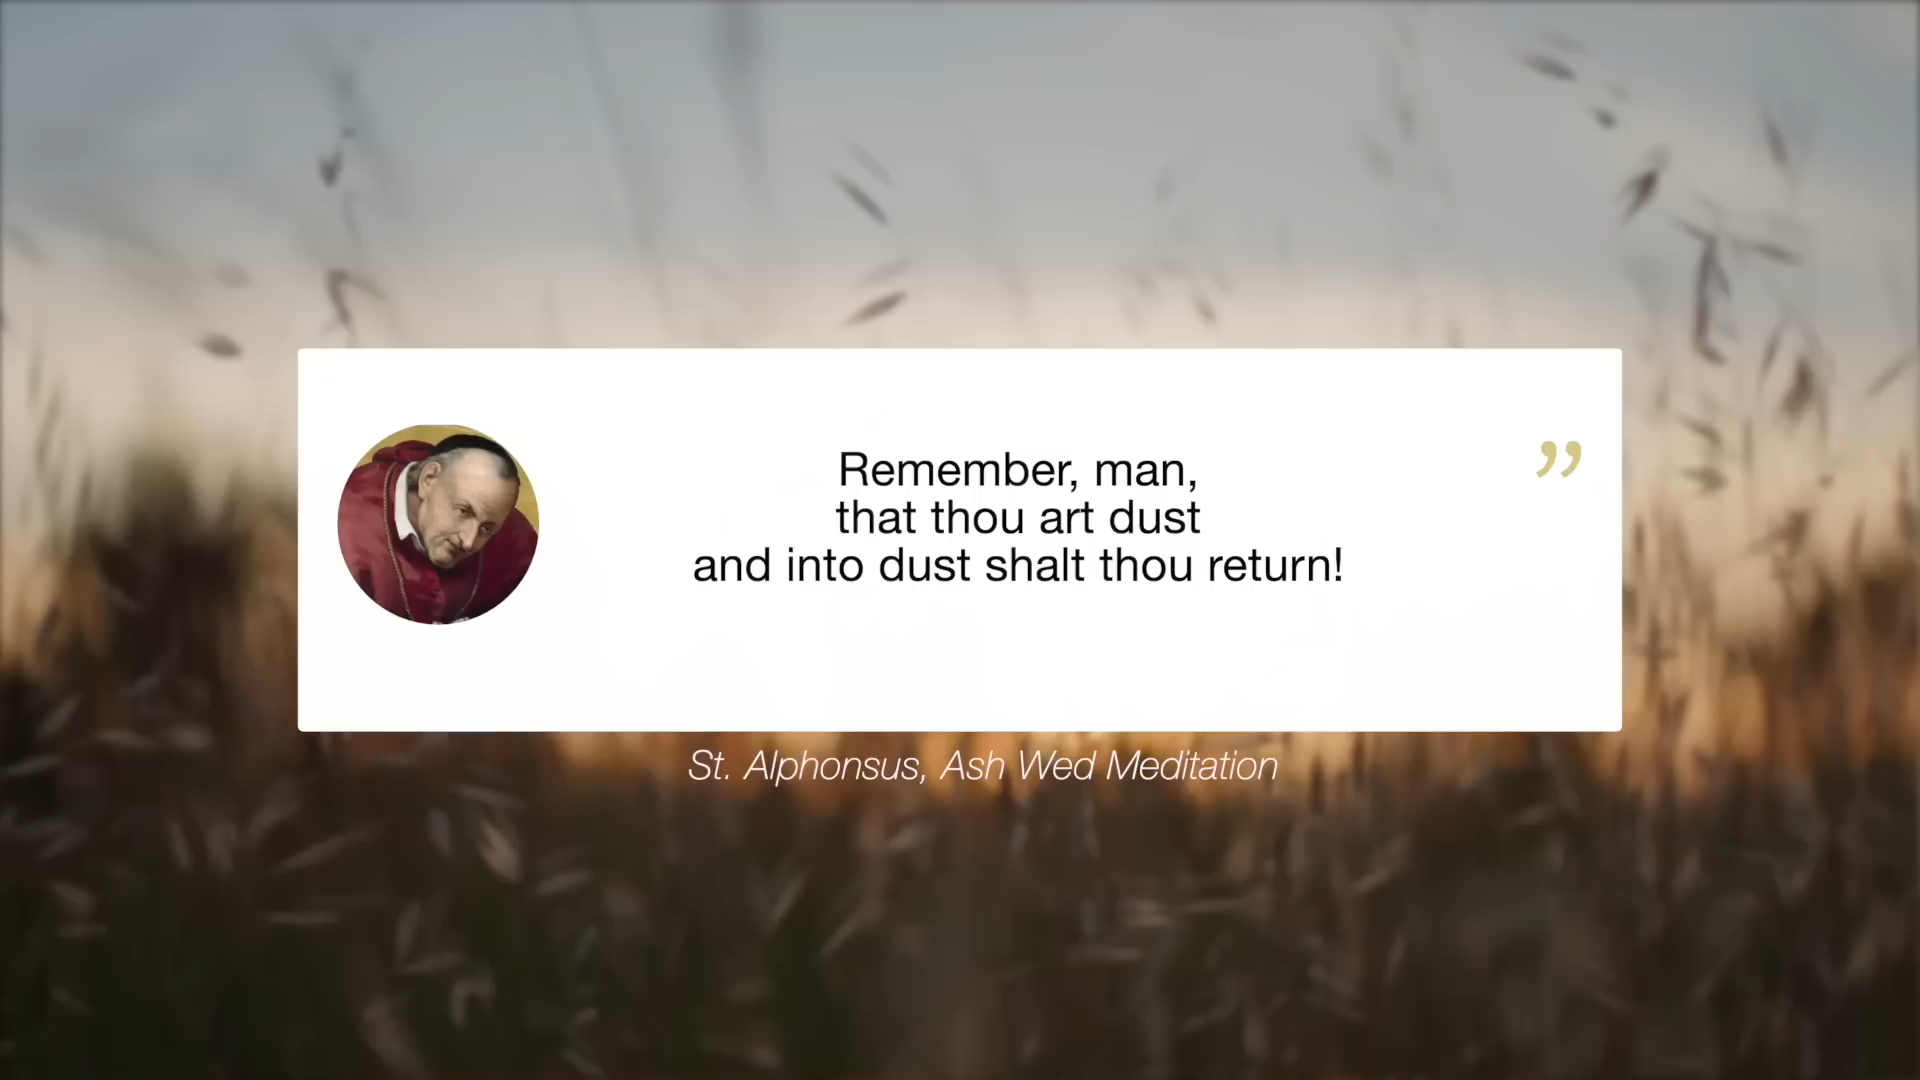 Remember, man,
that thou art dust
and into dust shalt thou return!
”
St. Alphonsus, Ash Wed Meditation